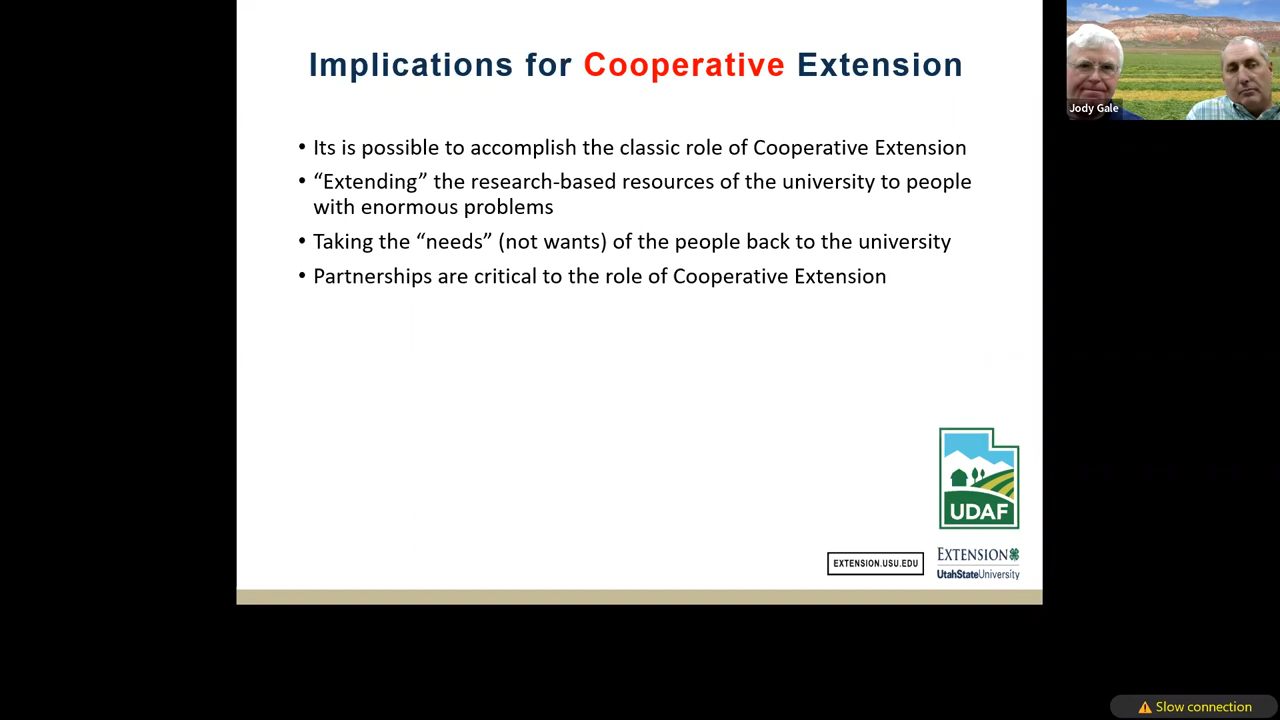 Implications for Cooperative Extension
Jody Gale
• Its is possible to accomplish the classic role of Cooperative Extension
• “Extending” the research-based resources of the university to people
with enormous problems
• Taking the “needs” (not wants) of the people back to the university
• Partnerships are critical to the role of Cooperative Extension
UDAF
EXTENSION.USU.EDU
EXTENSION
UtahStateUniversity
Slow connection